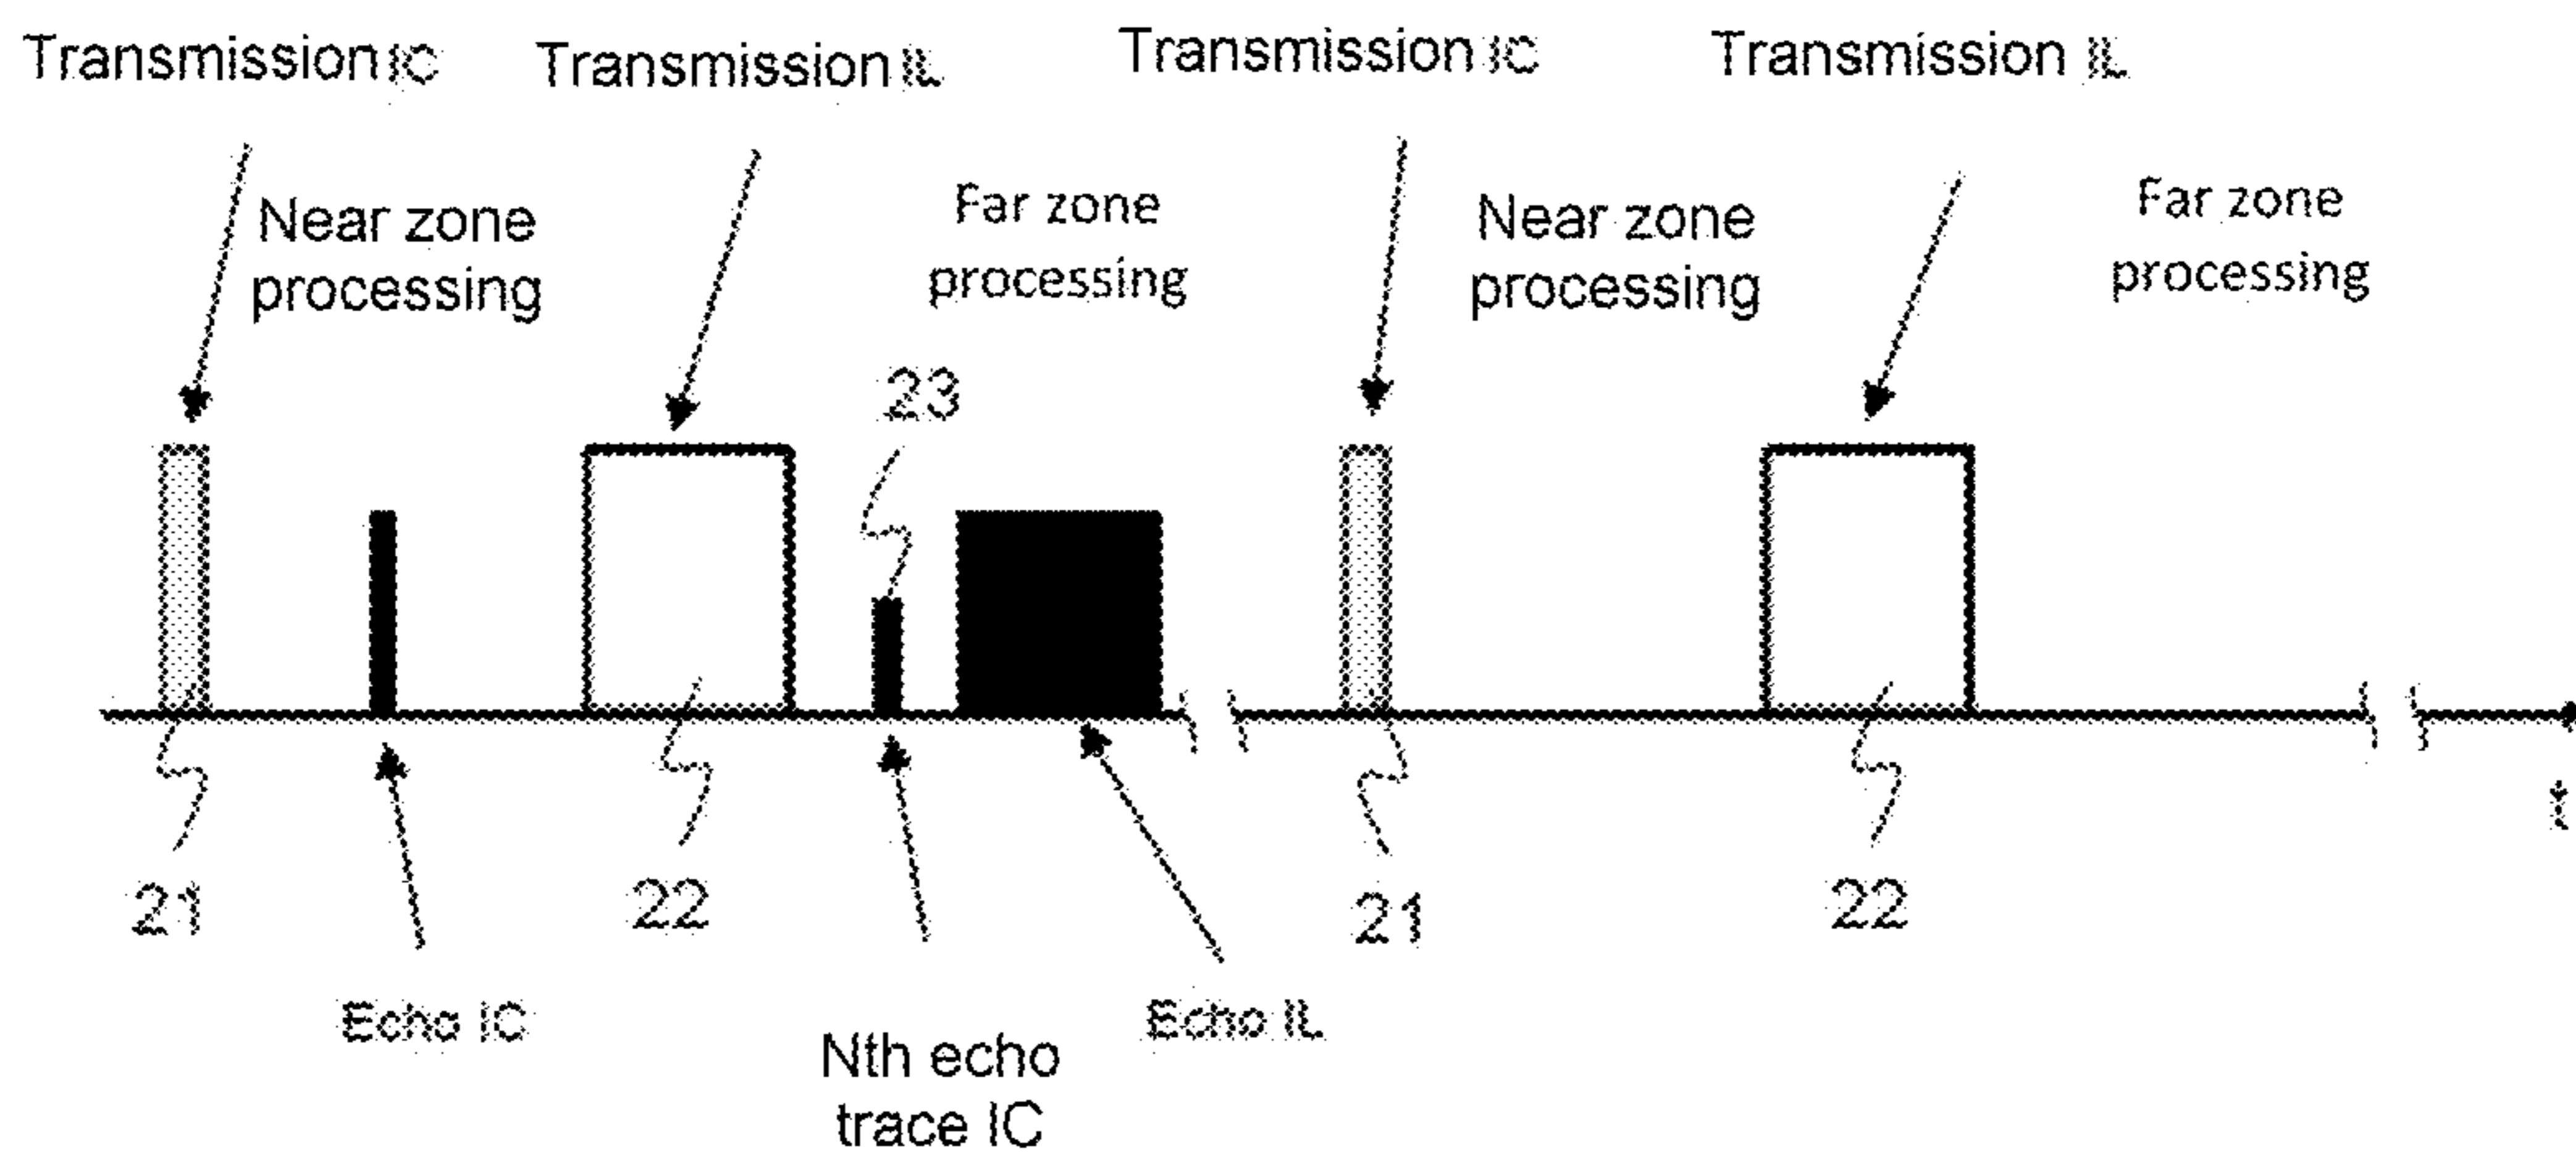 Transmission IC
Transmission IL
Transmission IC
Transmission IL
Near zone
processing
Far zone
processing
Near zone
processing
Far zone
processing
23
t
21
22
21
22
Echo IC
Nth echo
trace IC
Echo IL